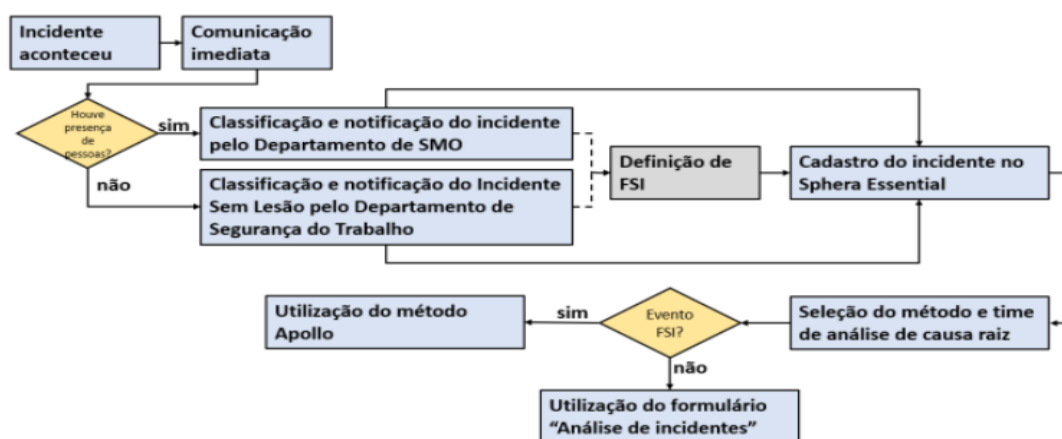 Incidente
aconteceu
Comunicação
imediata
Houve
presença
de
pessoas?
sim
Classificação e notificação do incidente
pelo Departamento de SMO
não
Classificação e notificação do Incidente
Sem Lesão pelo Departamento de
Segurança do Trabalho
Definição de
FSI
Cadastro do incidente no
Sphera Essential
Seleção do método e time
de análise de causa raiz
Evento
FSI?
sim
Utilização do método
Apollo
não
Utilização do formulário
“Análise de incidentes”